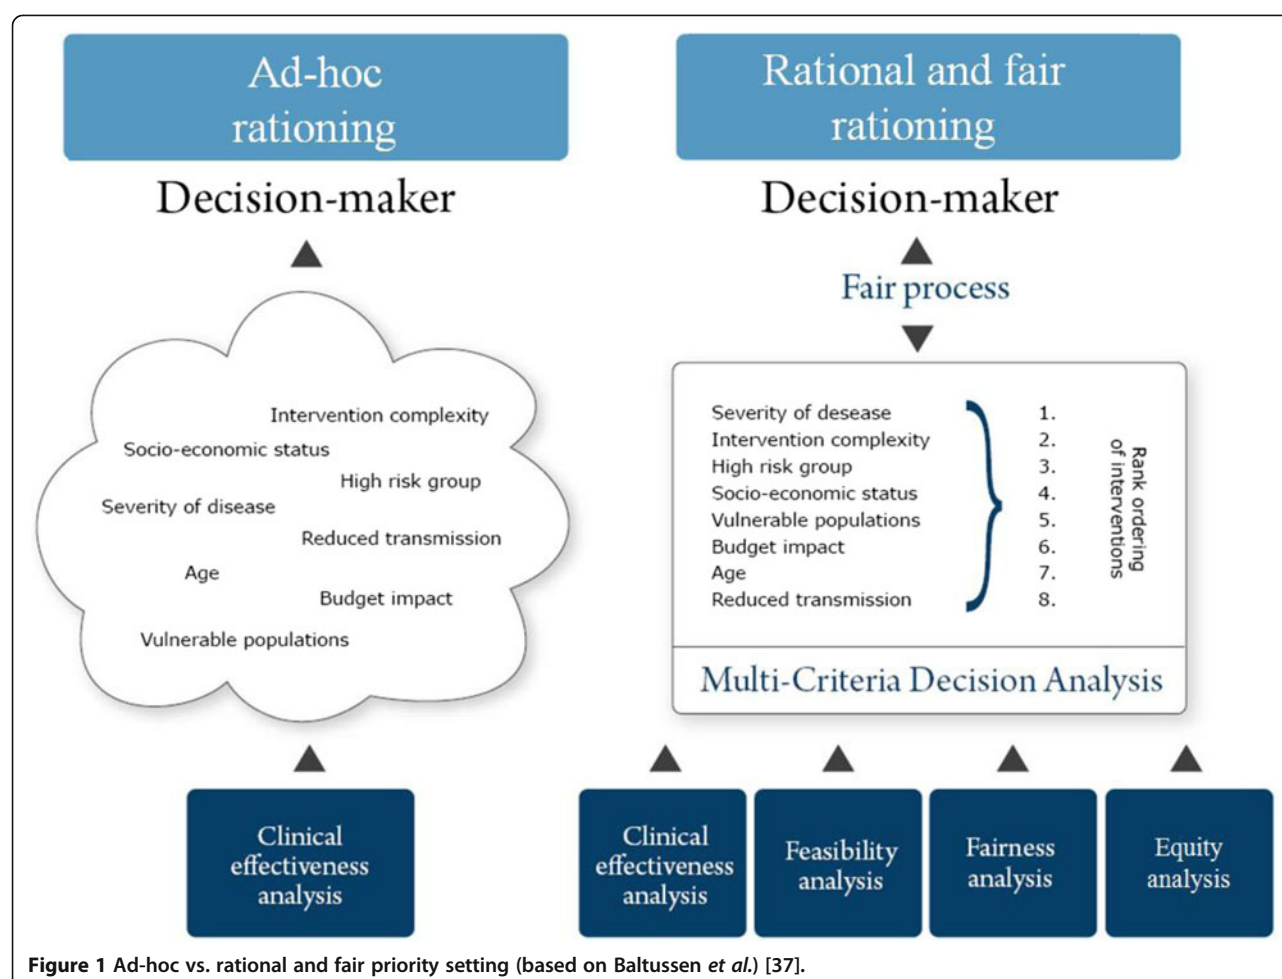 Ad-hoc
rationing
Decision-maker
Intervention complexity
Socio-economic status
High risk group
Severity of disease
Reduced transmission
Age
Budget impact
Vulnerable populations
Clinical
effectiveness
analysis
Rational and fair
rationing
Decision-maker
Fair process
Severity of desease
Intervention complexity
High risk group
Socio-economic status
Vulnerable populations
Budget impact
Age
Reduced transmission
1.
2.
3.
4.
5.
6.
7.
8.
Rank ordering
of interventions
Multi-Criteria Decision Analysis
Clinical
effectiveness
analysis
Feasibility
analysis
Fairness
analysis
Equity
analysis
Figure 1 Ad-hoc vs. rational and fair priority setting (based on Baltussen et al.) [37].